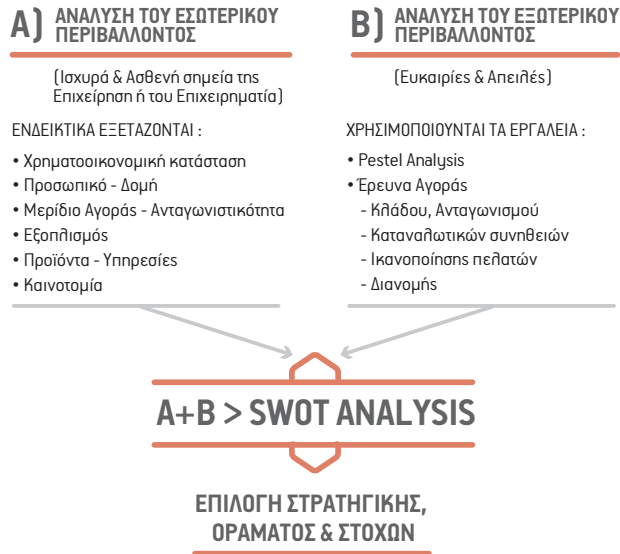 Α) ΑΝΑΛΥΣΗ ΤΟΥ ΕΣΩΤΕΡΙΚΟΥ
ΠΕΡΙΒΑΛΛΟΝΤΟΣ
(Ισχυρά & Ασθενή σημεία της
Επιχείρηση ή του Επιχειρηματία)
ΕΝΔΕΙΚΤΙΚΑ ΕΞΕΤΑΖΟΝΤΑΙ :
• Χρηματοοικονομική κατάσταση
• Προσωπικό - Δομή
• Μερίδιο Αγοράς - Ανταγωνιστικότητα
• Εξοπλισμός
• Προϊόντα - Υπηρεσίες
• Καινοτομία
Β) ΑΝΑΛΥΣΗ ΤΟΥ ΕΞΩΤΕΡΙΚΟΥ
ΠΕΡΙΒΑΛΛΟΝΤΟΣ
(Ευκαιρίες & Απειλές)
ΧΡΗΣΙΜΟΠΟΙΟΥΝΤΑΙ ΤΑ ΕΡΓΑΛΕΙΑ :
• Pestel Analysis
• Έρευνα Αγοράς
- Κλάδου, Ανταγωνισμού
- Καταναλωτικών συνηθειών
- Ικανοποίησης πελατών
- Διανομής
A+B > SWOT ANALYSIS
ΕΠΙΛΟΓΗ ΣΤΡΑΤΗΓΙΚΗΣ,
ΟΡΑΜΑΤΟΣ & ΣΤΟΧΩΝ